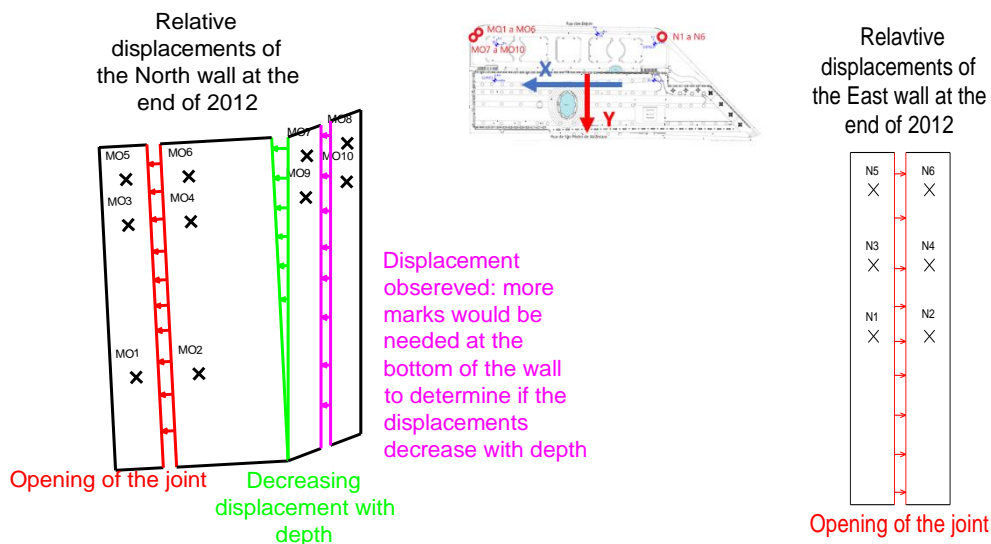 Relative
displacements of
the North wall at the
end of 2012
MO5
MO6
MO7
MO8
MO10
MO9
MO3
MO4
MO1
MO2
Opening of the joint
Decreasing
displacement with
depth
Displacement
obsereved: more
marks would be
needed at the
bottom of the wall
to determine if the
displacements
decrease with depth
MO1 a MO6
MO7 a MO10
N1 a N6
X
Y
Relavtive
displacements of
the East wall at the
end of 2012
N5
N6
N3
N4
N1
N2
Opening of the joint